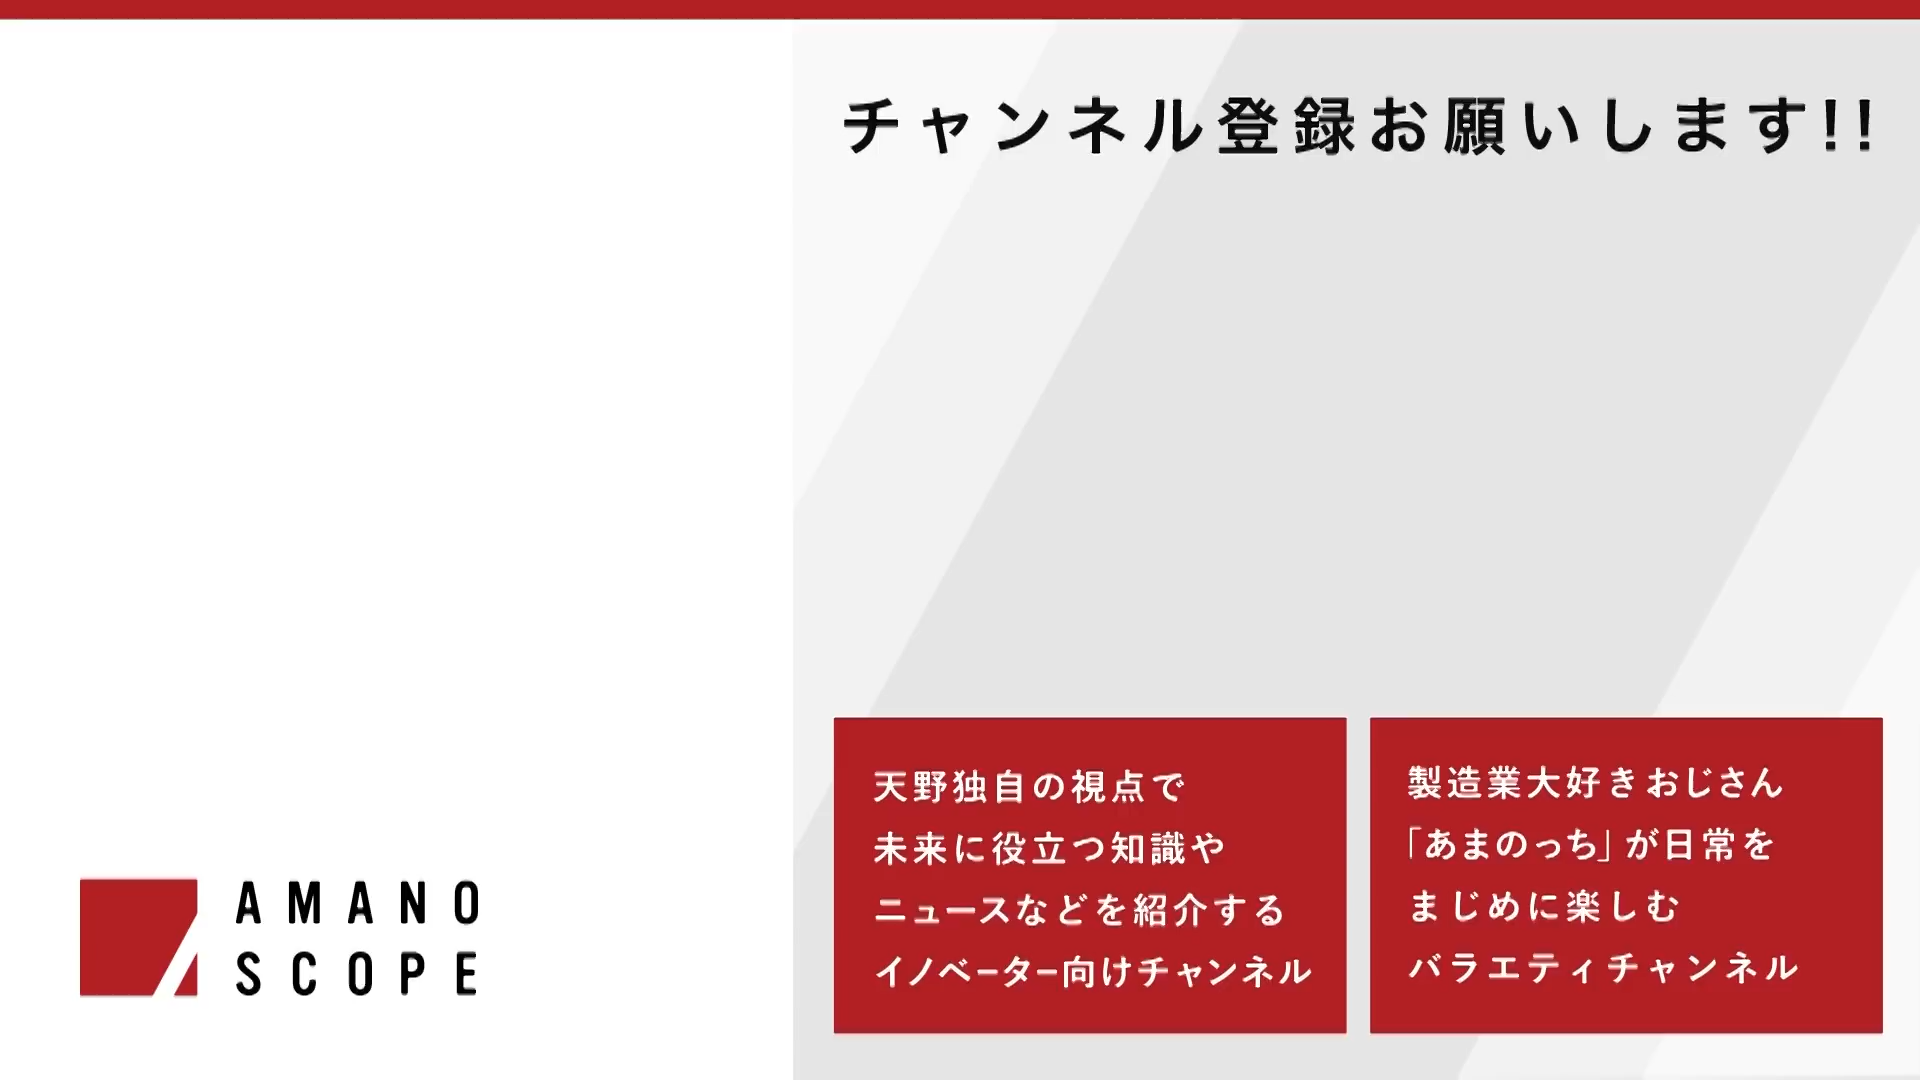 チャンネル登録お願いします!!
天野独自の視点で
未来に役立つ知識や
ニュースなどを紹介する
イノベーター向けチャンネル
製造業大好きおじさん
「あまのっち」が日常を
まじめに楽しむ
バラエティチャンネル
AMANO
SCOPE